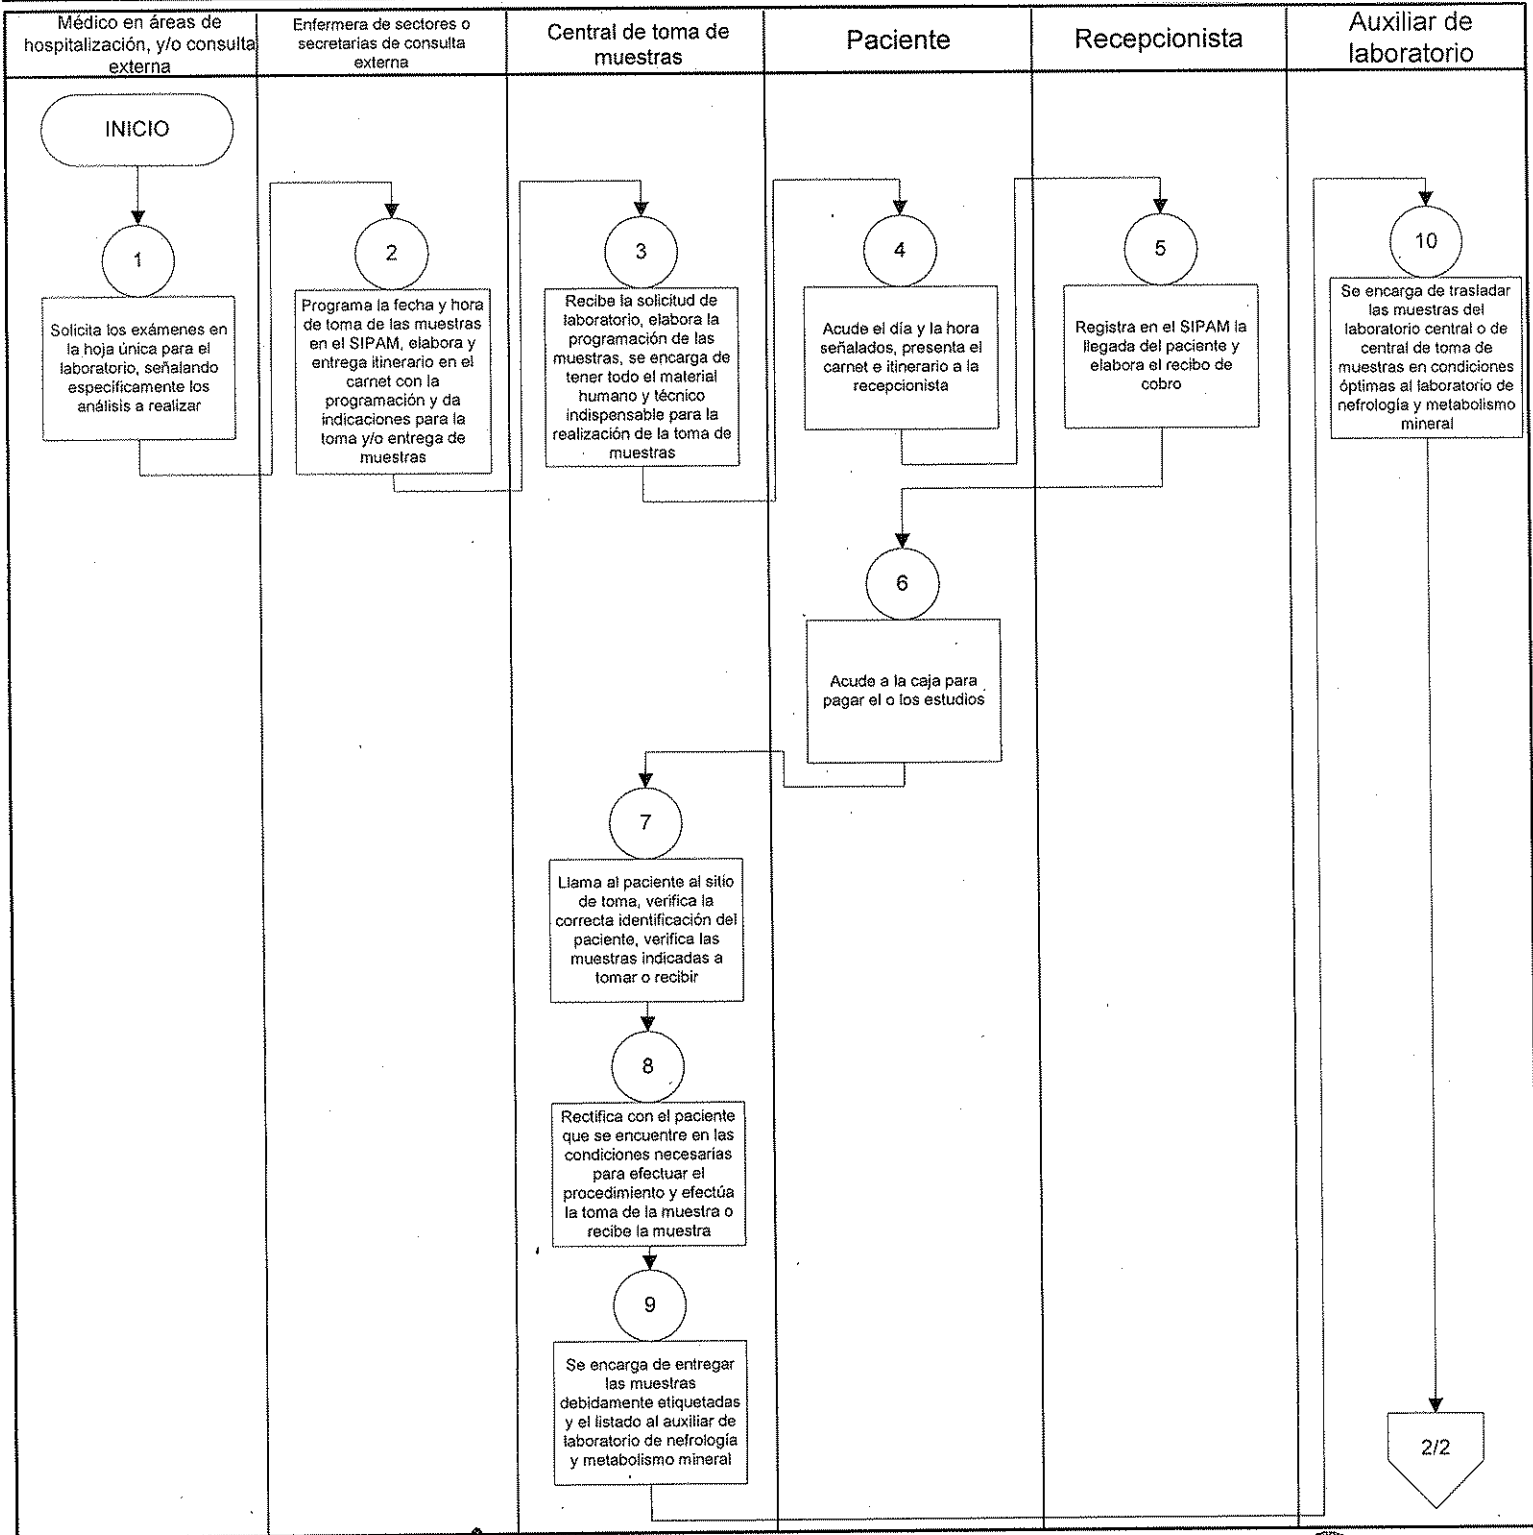 Médico en áreas de
hospitalización, y/o consulta
externa
Enfermera de sectores o
secretarias de consulta
externa
Central de toma de
muestras
Paciente
Recepcionista
Auxiliar de
laboratorio
INICIO
1
Solicita los exámenes en
la hoja única para el
laboratorio, señalando
específicamente los
análisis a realizar
2
Programa la fecha y hora
de toma de las muestras
en el SIPAM, elabora y
entrega itinerario en el
carnet con la
programación y da
indicaciones para la
toma y/o entrega de
muestras
3
Recibe la solicitud de
laboratorio, elabora la
programación de las
muestras, se encarga de
tener todo el material
humano y técnico
indispensable para la
realización de la toma de
muestras
4
Acude el día y la hora
señalados, presenta el
carnet e itinerario a la
recepcionista
5
Registra en el SIPAM la
llegada del paciente y
elabora el recibo de
cobro
6
Acude a la caja para
pagar el o los estudios
7
Llama al paciente al sitio
de toma, verifica la
correcta identificación del
paciente, verifica las
muestras indicadas a
tomar o recibir
8
Rectifica con el paciente
que se encuentre en las
condiciones necesarias
para efectuar el
procedimiento y efectúa
la toma de la muestra o
recibe la muestra
9
Se encarga de entregar
las muestras
debidamente etiquetadas
y el listado al auxiliar de
laboratorio de nefrología
y metabolismo mineral
10
Se encarga de trasladar
las muestras del
laboratorio central o de
central de toma de
muestras en condiciones
óptimas al laboratorio de
nefrología y metabolismo
mineral
2/2